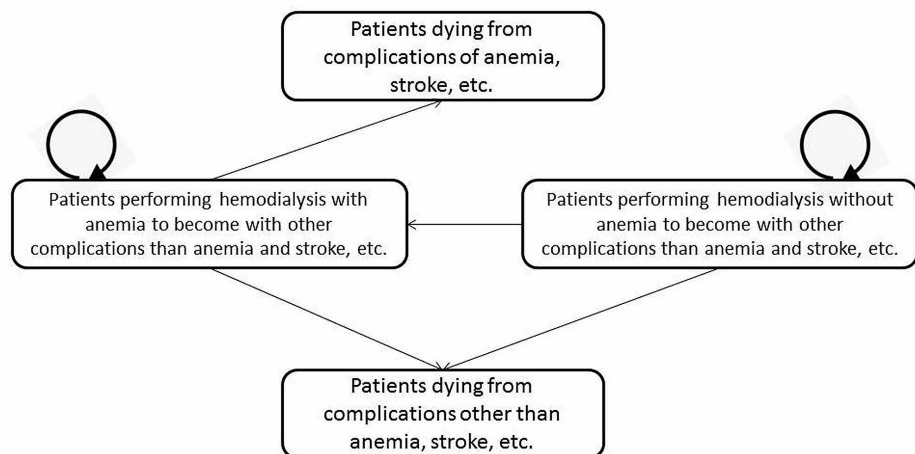 Patients dying from
complications of anemia,
stroke, etc.
Patients performing hemodialysis with
anemia to become with other
complications than anemia and stroke, etc.
Patients performing hemodialysis without
anemia to become with other
complications than anemia and stroke, etc.
Patients dying from
complications other than
anemia, stroke, etc.